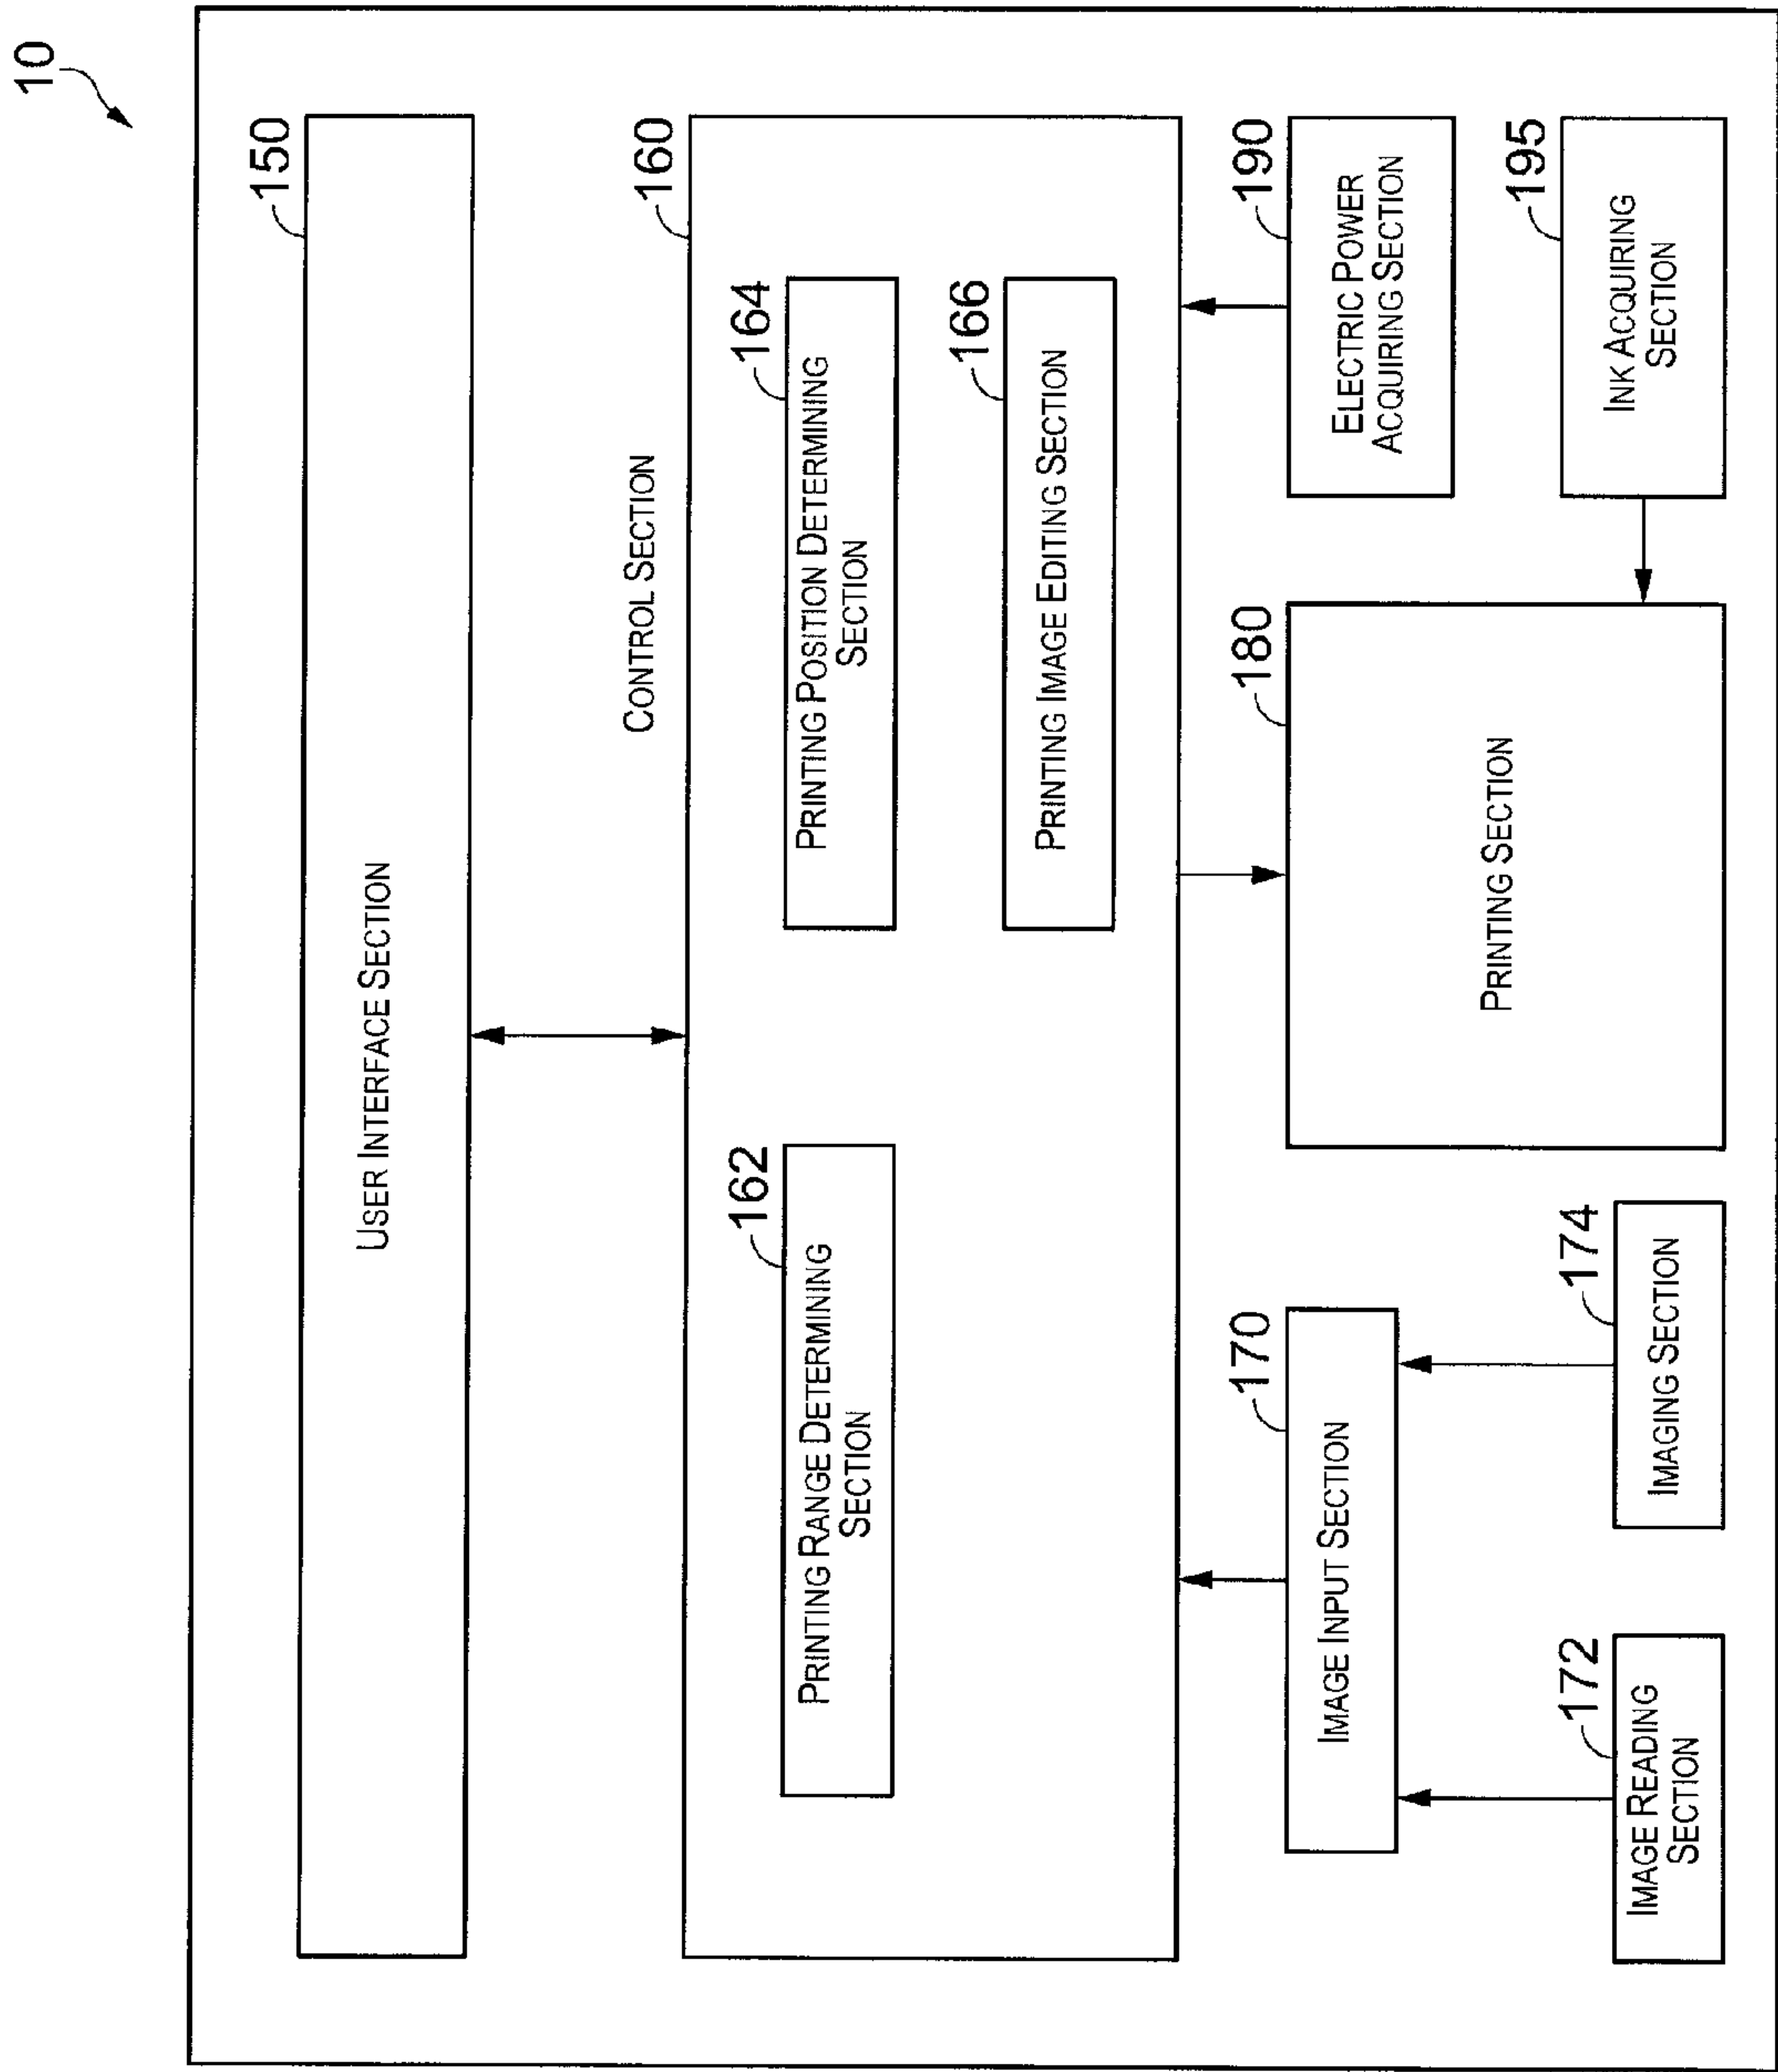 10
150
USER INTERFACE SECTION
160
CONTROL SECTION
162
PRINTING RANGE DETERMINING
SECTION
164
PRINTING POSITION DETERMINING
SECTION
166
PRINTING IMAGE EDITING SECTION
170
IMAGE INPUT SECTION
180
PRINTING SECTION
190
ELECTRIC POWER
ACQUIRING SECTION
172
IMAGE READING
SECTION
174
IMAGING SECTION
195
INK ACQUIRING
SECTION